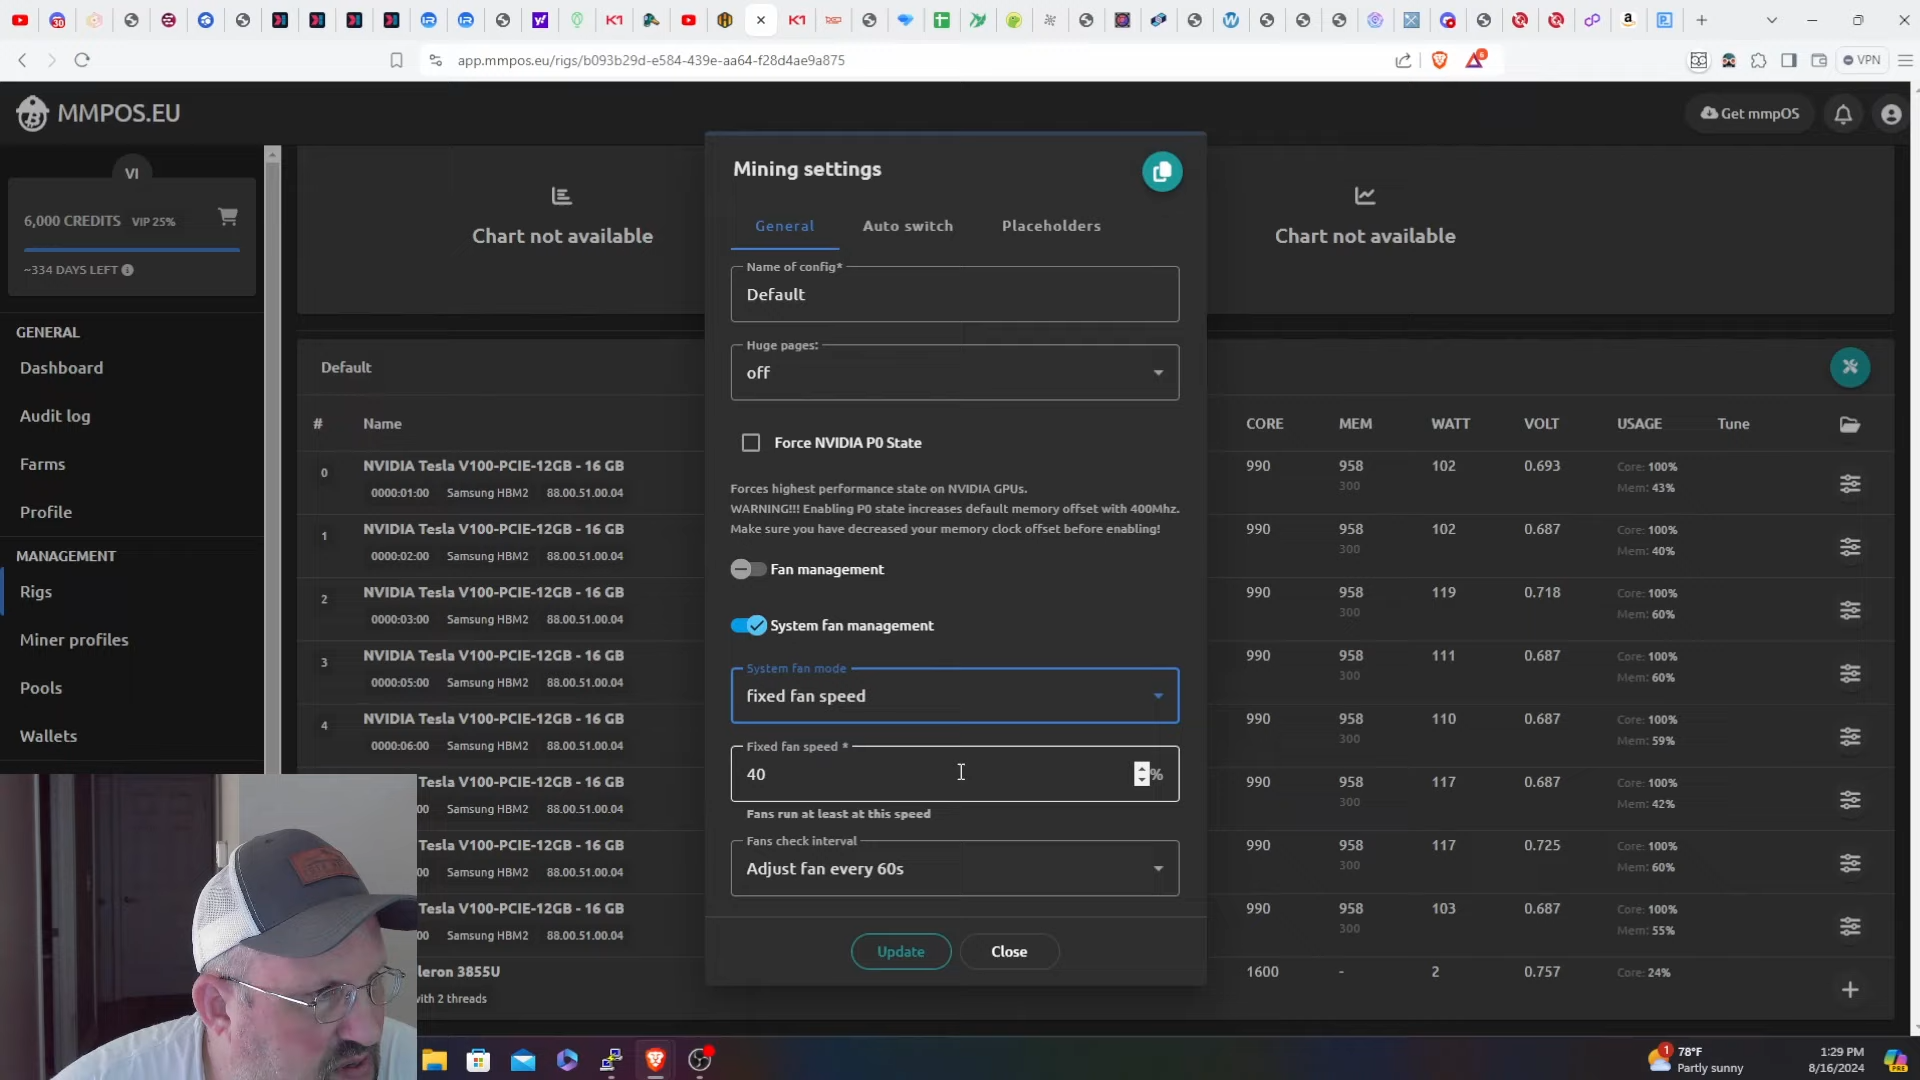 app.mmpos.eu/rigs/b093b29d-e584-439e-aa64-f28d4ae9a875
VPN
MMPOS.EU
Get mmpOS
VI
6,000 CREDITS VIP 25%
~334 DAYS LEFT
GENERAL
Dashboard
Audit log
Farms
Profile
MANAGEMENT
Rigs
Miner profiles
Pools
Wallets
Chart not available
Chart not available
Default
# Name CORE MEM WATT VOLT USAGE Tune
0 NVIDIA Tesla V100-PCIE-12GB - 16 GB 990 958 102 0.693 Core: 100%
0000:01:00 Samsung HBM2 88.00.51.00.04 300 Mem: 43%
1 NVIDIA Tesla V100-PCIE-12GB - 16 GB 990 958 102 0.687 Core: 100%
0000:02:00 Samsung HBM2 88.00.51.00.04 300 Mem: 40%
2 NVIDIA Tesla V100-PCIE-12GB - 16 GB 990 958 119 0.718 Core: 100%
0000:03:00 Samsung HBM2 88.00.51.00.04 300 Mem: 60%
3 NVIDIA Tesla V100-PCIE-12GB - 16 GB 990 958 111 0.687 Core: 100%
0000:05:00 Samsung HBM2 88.00.51.00.04 300 Mem: 60%
4 NVIDIA Tesla V100-PCIE-12GB - 16 GB 990 958 110 0.687 Core: 100%
0000:06:00 Samsung HBM2 88.00.51.00.04 300 Mem: 59%
Tesla V100-PCIE-12GB - 16 GB 990 958 117 0.687 Core: 100%
00 Samsung HBM2 88.00.51.00.04 300 Mem: 42%
Tesla V100-PCIE-12GB - 16 GB 990 958 117 0.725 Core: 100%
00 Samsung HBM2 88.00.51.00.04 300 Mem: 60%
Tesla V100-PCIE-12GB - 16 GB 990 958 103 0.687 Core: 100%
00 Samsung HBM2 88.00.51.00.04 300 Mem: 55%
leron 3855U 1600 - 2 0.757 Core: 24%
ith 2 threads
Mining settings
General Auto switch Placeholders
Name of config*
Default
Huge pages:
off
Force NVIDIA P0 State
Forces highest performance state on NVIDIA GPUs.
WARNING!!! Enabling P0 state increases default memory offset with 400Mhz.
Make sure you have decreased your memory clock offset before enabling!
Fan management
System fan management
System fan mode
fixed fan speed
Fixed fan speed *
40 %
Fans run at least at this speed
Fans check interval
Adjust fan every 60s
Update Close
78°F
Partly sunny
1:29 PM
8/16/2024